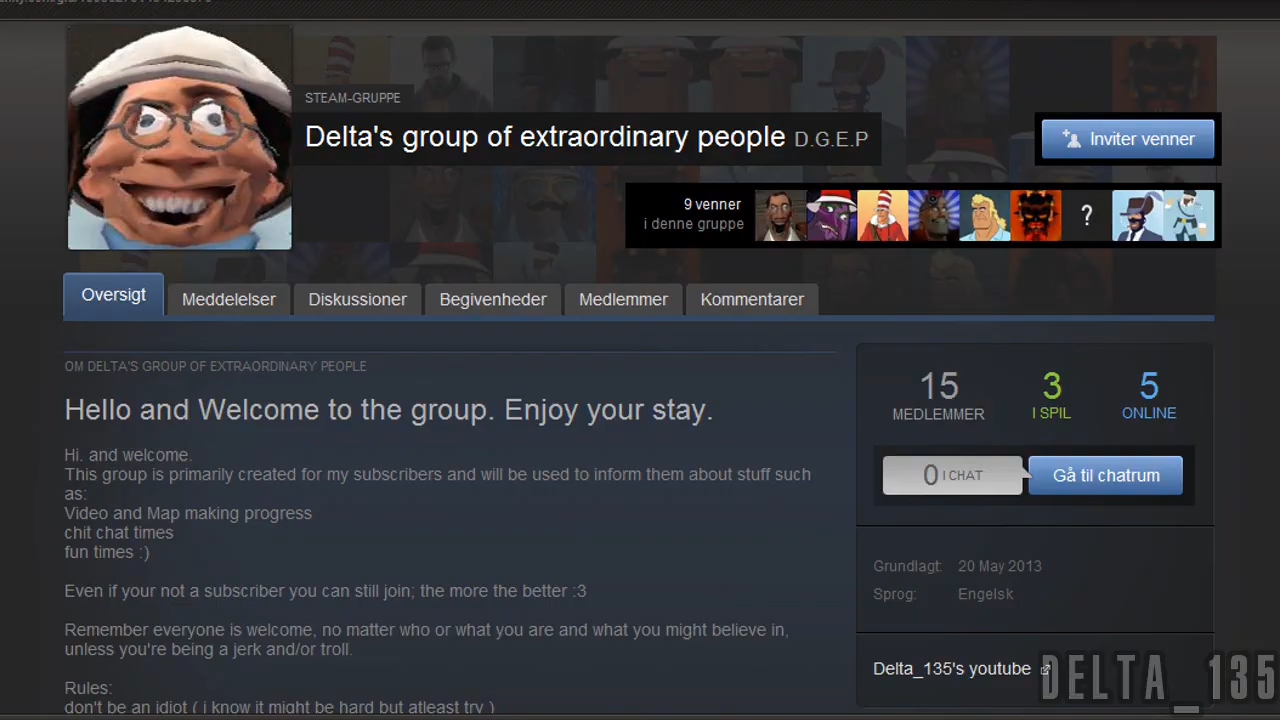 STEAM-GRUPPE
Delta's group of extraordinary people D.G.E.P
Inviter venner
9 venner
i denne gruppe
?
Oversigt
Meddelelser
Diskussioner
Begivenheder
Medlemmer
Kommentarer
OM DELTA'S GROUP OF EXTRAORDINARY PEOPLE
Hello and Welcome to the group. Enjoy your stay.
Hi. and welcome.
This group is primarily created for my subscribers and will be used to inform them about stuff such
as:
Video and Map making progress
chit chat times
fun times :)
Even if your not a subscriber you can still join; the more the better :3
Remember everyone is welcome, no matter who or what you are and what you might believe in,
unless you're being a jerk and/or troll.
Rules:
don't be an idiot ( i know it might be hard but atleast try )
15 3 5
MEDLEMMER I SPIL ONLINE
0 I CHAT
Gå til chatrum
Grundlagt: 20 May 2013
Sprog: Engelsk
Delta_135's youtube
DELTA_135